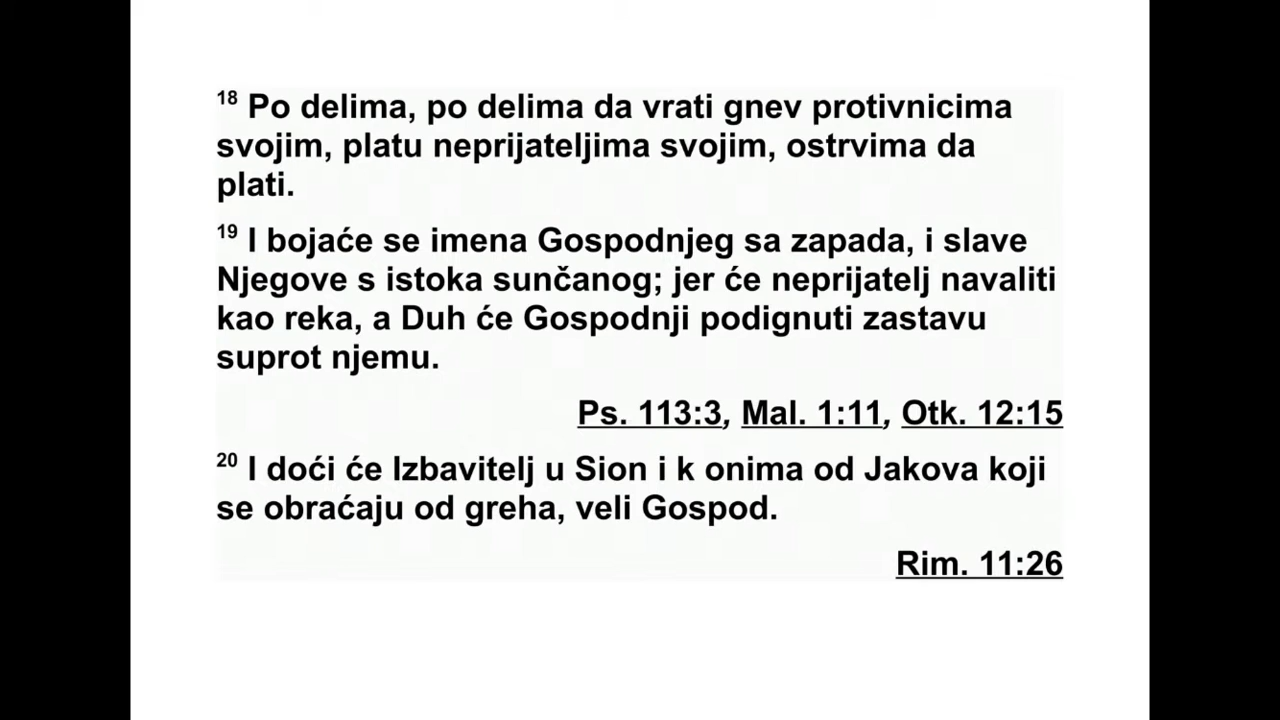 18 Po delima, po delima da vrati gnev protivnicima
svojim, platu neprijateljima svojim, ostrvima da
plati.
19 I bojaće se imena Gospodnjeg sa zapada, i slave
Njegove s istoka sunčanog; jer će neprijatelj navaliti
kao reka, a Duh će Gospodnji podignuti zastavu
suprot njemu.
Ps. 113:3, Mal. 1:11, Otk. 12:15
20 I doći će Izbavitelj u Sion i k onima od Jakova koji
se obraćaju od greha, veli Gospod.
Rim. 11:26